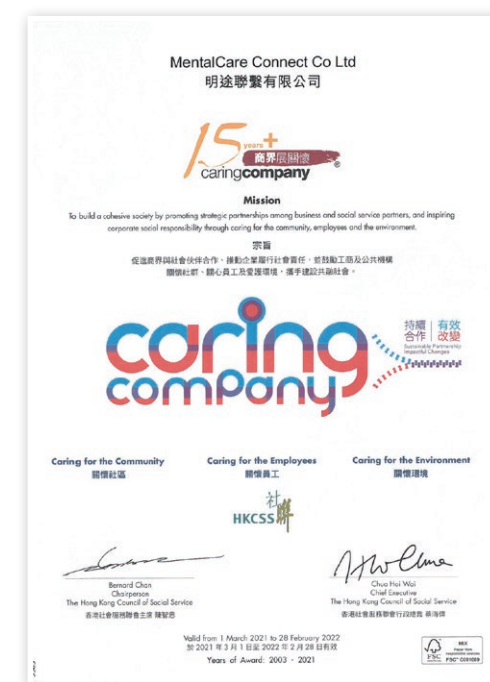 MentalCare Connect Co Ltd
明途聯繫有限公司
15 years +
商界展關懷
caringcompany
Mission
To build a cohesive society by promoting strategic partnerships among business and social service partners, and inspiring
corporate social responsibility through caring for the community, employees and the environment.
宗旨
促進商界與社會伙伴合作，推動企業履行社會責任，並鼓勵工商及公共機構
關懷社群、關心員工及愛護環境，攜手建設共融社會。
caring
company
持續 有效
合作 改變
Sustainable Partnership
Impactful Changes
Caring for the Community Caring for the Employees Caring for the Environment
關懷社區 關懷員工 關懷環境
HKCSS 社聯
Bernard Chan Chua Hoi Wai
Chairperson Chief Executive
The Hong Kong Council of Social Service The Hong Kong Council of Social Service
香港社會服務聯會主席 陳智思 香港社會服務聯會行政總裁 蔡海偉
Valid from 1 March 2021 to 28 February 2022
於 2021 年 3 月 1 日至 2022 年 2 月 28 日有效
Years of Award: 2003 - 2021
FSC
MIX
FSC® C001089